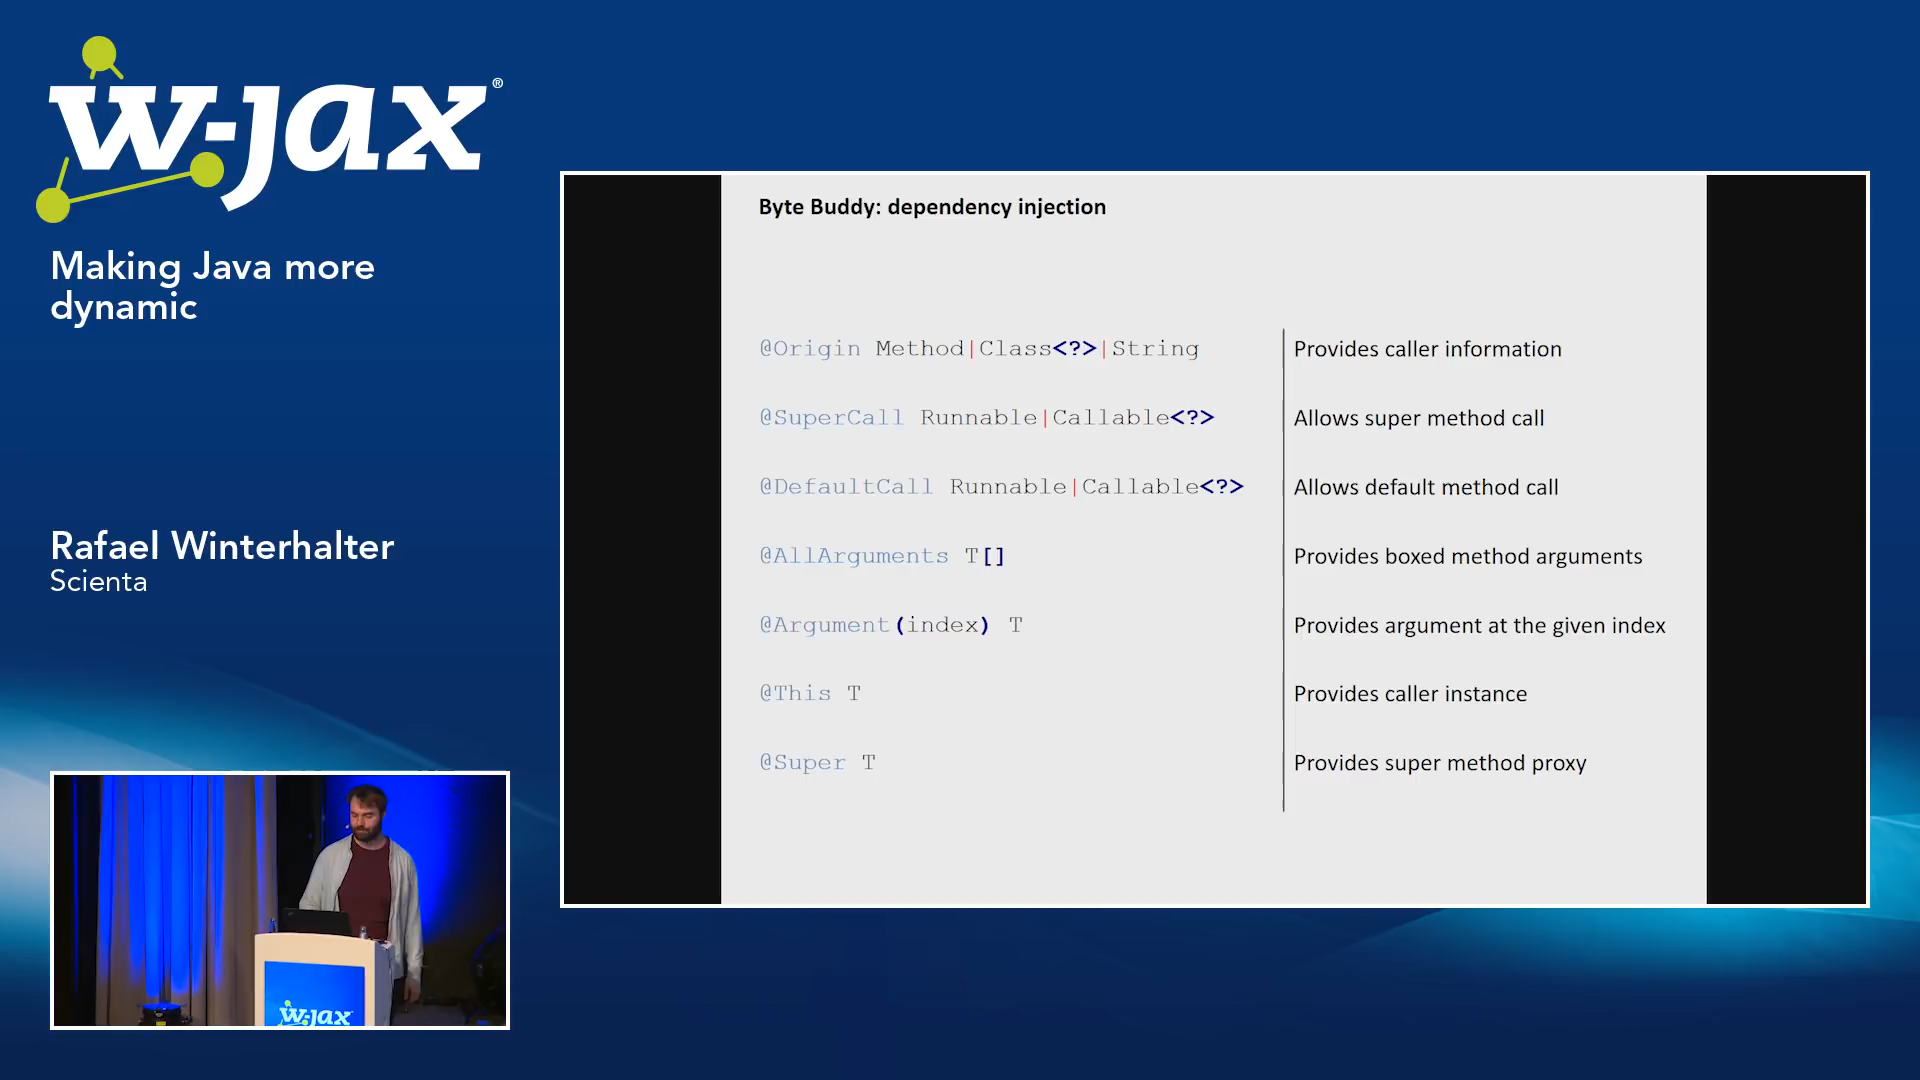 w-jax®
Making Java more
dynamic
Rafael Winterhalter
Scienta
Byte Buddy: dependency injection
@Origin Method|Class<?>|String Provides caller information
@SuperCall Runnable|Callable<?> Allows super method call
@DefaultCall Runnable|Callable<?> Allows default method call
@AllArguments T[] Provides boxed method arguments
@Argument(index) T Provides argument at the given index
@This T Provides caller instance
@Super T Provides super method proxy
w-jax